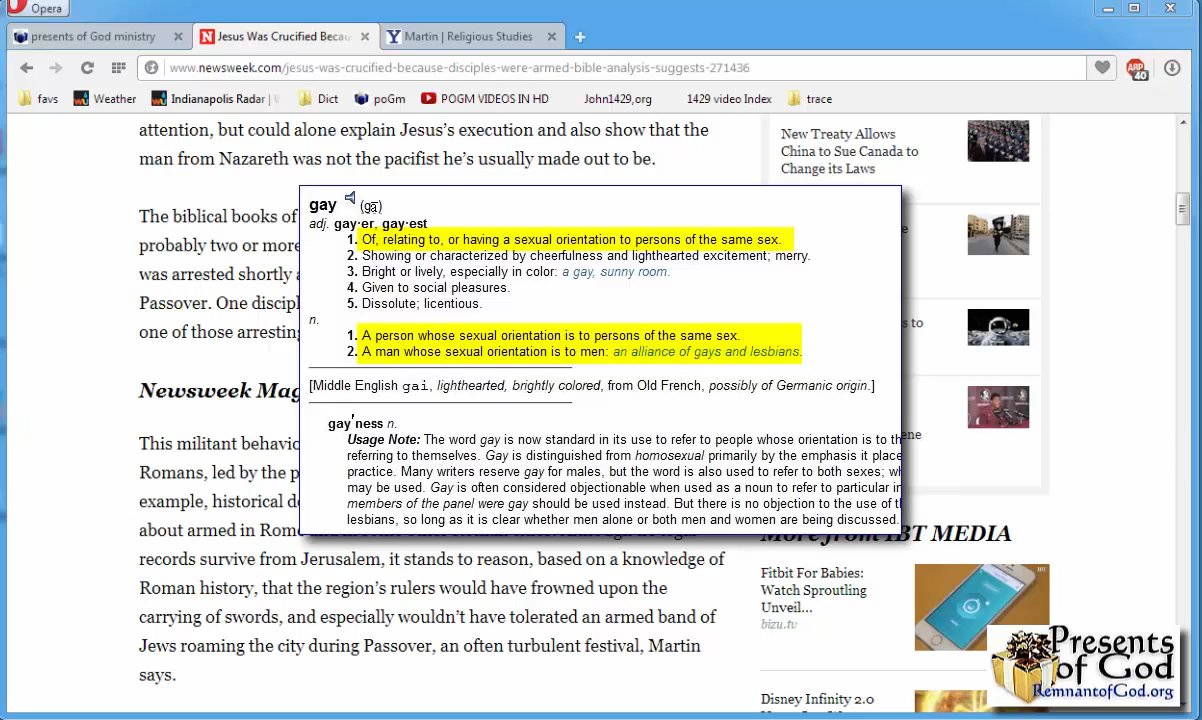 Opera
presents of God ministry
Jesus Was Crucified Becau
Martin | Religious Studies
www.newsweek.com/jesus-was-crucified-because-disciples-were-armed-bible-analysis-suggests-271436
ABP
40
favs
Weather
Indianapolis Radar |
Dict
poGm
POGM VIDEOS IN HD
John1429,org
1429 video Index
trace
attention, but could alone explain Jesus's execution and also show that the
man from Nazareth was not the pacifist he's usually made out to be.
The biblical books of
probably two or more
was arrested shortly a
Passover. One discipl
one of those arresting
Newsweek Mag
This militant behavio
Romans, led by the p
example, historical d
about armed in Rom
records survive from Jerusalem, it stands to reason, based on a knowledge of
Roman history, that the region's rulers would have frowned upon the
carrying of swords, and especially wouldn't have tolerated an armed band of
Jews roaming the city during Passover, an often turbulent festival, Martin
says.
gay (gā)
adj. gay·er, gay·est
1. Of, relating to, or having a sexual orientation to persons of the same sex.
2. Showing or characterized by cheerfulness and lighthearted excitement; merry.
3. Bright or lively, especially in color: a gay, sunny room.
4. Given to social pleasures.
5. Dissolute; licentious.
n.
1. A person whose sexual orientation is to persons of the same sex.
2. A man whose sexual orientation is to men: an alliance of gays and lesbians.
[Middle English gai, lighthearted, brightly colored, from Old French, possibly of Germanic origin.]
gay′ness n.
Usage Note: The word gay is now standard in its use to refer to people whose orientation is to th
referring to themselves. Gay is distinguished from homosexual primarily by the emphasis it place
practice. Many writers reserve gay for males, but the word is also used to refer to both sexes; wh
may be used. Gay is often considered objectionable when used as a noun to refer to particular in
members of the panel were gay should be used instead. But there is no objection to the use of t
lesbians, so long as it is clear whether men alone or both men and women are being discussed.
New Treaty Allows
China to Sue Canada to
Change its Laws
e
s to
ene
More from IBT MEDIA
Fitbit For Babies:
Watch Sproutling
Unveil...
bizu.tv
Disney Infinity 2.0
Presents
of God
RemnantofGod.org